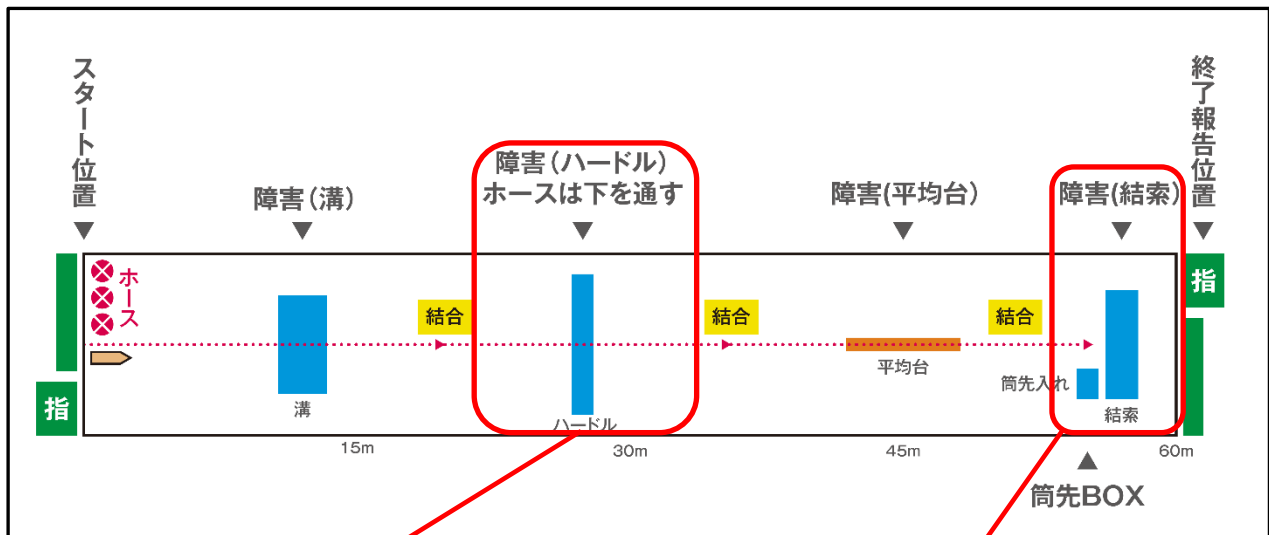 スタート位置
障害（溝）
障害（ハードル）
ホースは下を通す
障害(平均台）
障害(結索）
終了報告位置
ホース
結合
結合
結合
指
指
溝
ハードル
平均台
筒先入れ
結索
15m
30m
45m
60m
筒先BOX